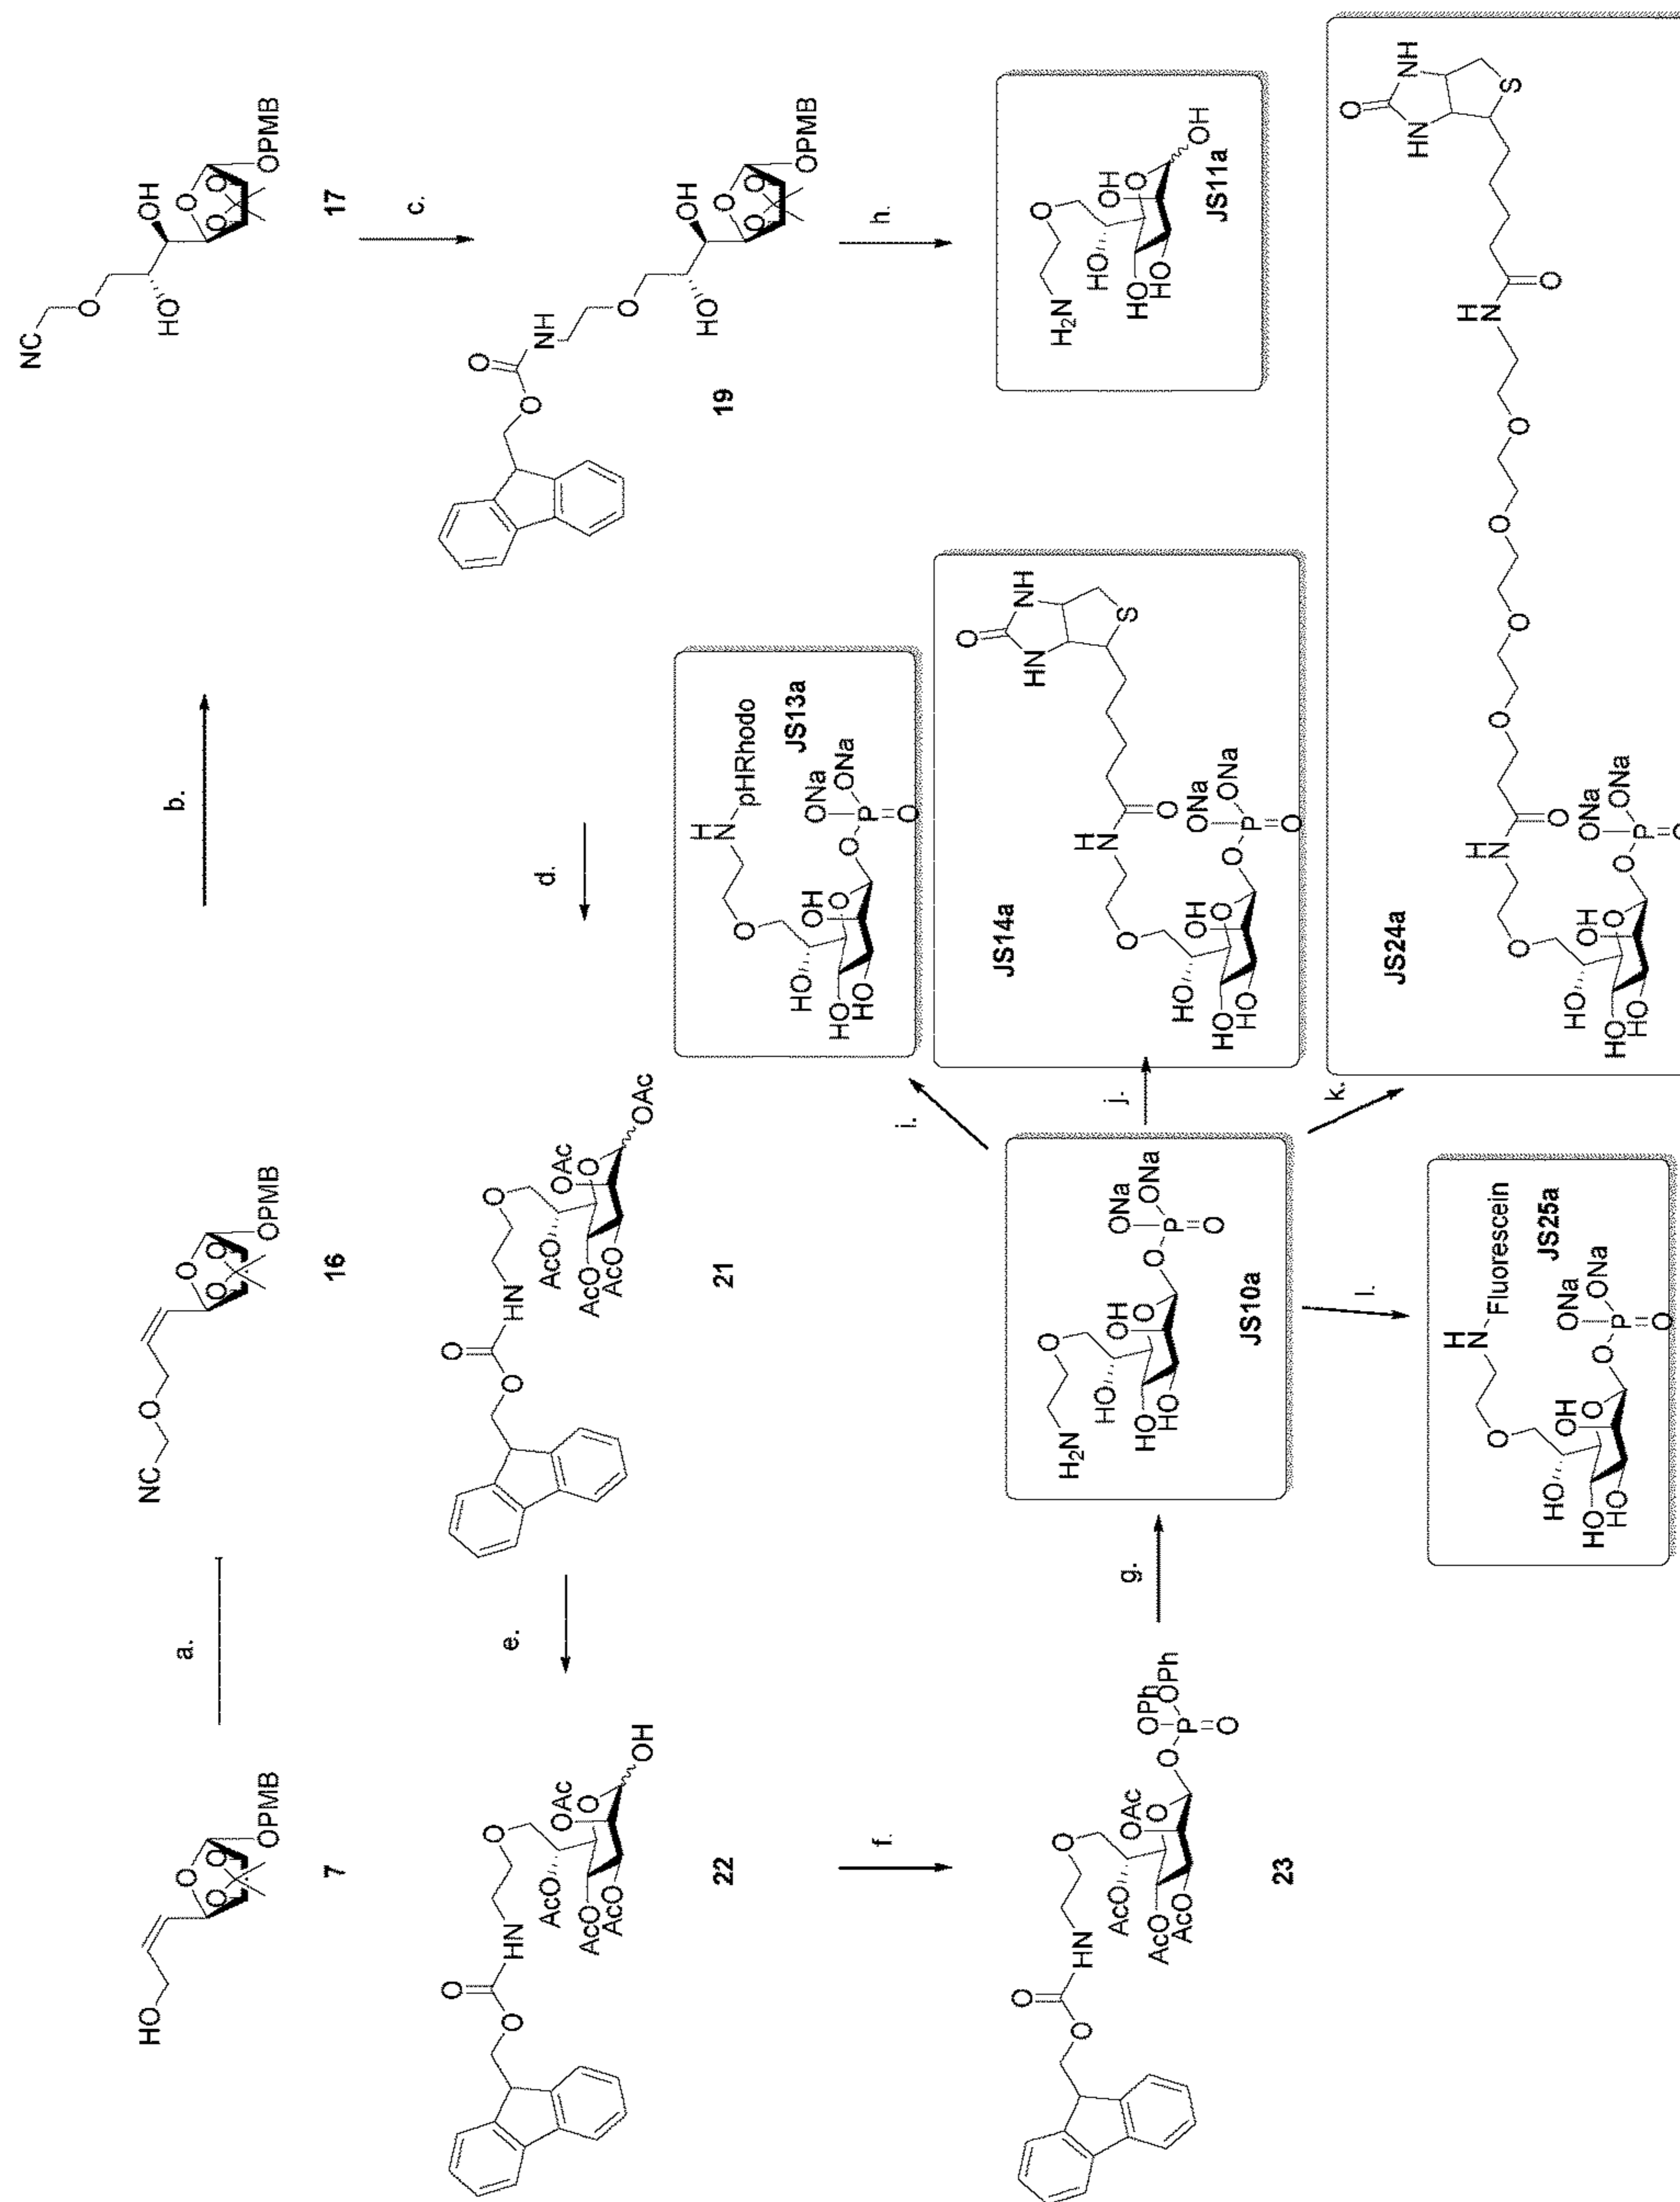 HO
O
O
O
OPMB
7
a.
NC
O
O
O
O
OPMB
16
b.
NC
O
HO
OH
O
O
O
OPMB
17
c.
O
O
NH
O
HO
OH
O
O
O
OPMB
19
d.
O
O
HN
O
AcO
OAc
O
AcO
AcO
OAc
21
e.
O
O
HN
O
AcO
OAc
O
AcO
AcO
OH
22
f.
O
O
HN
O
AcO
OAc
O
AcO
AcO
O
OPh
P
OPh
O
23
g.
H₂N
O
HO
OH
O
HO
HO
O
ONa
P
ONa
O
JS10a
h.
H₂N
O
HO
OH
O
HO
HO
OH
JS11a
i.
H
N
pHRhodo
O
HO
OH
O
HO
HO
O
ONa
P
ONa
O
JS13a
j.
O
HN
NH
S
H
N
O
O
HO
OH
O
HO
HO
O
ONa
P
ONa
O
JS14a
k.
O
HN
NH
S
H
N
O
O
O
O
O
H
N
O
O
HO
OH
O
HO
HO
O
ONa
P
ONa
O
JS24a
l.
H
N
Fluorescein
O
HO
OH
O
HO
HO
O
ONa
P
ONa
O
JS25a